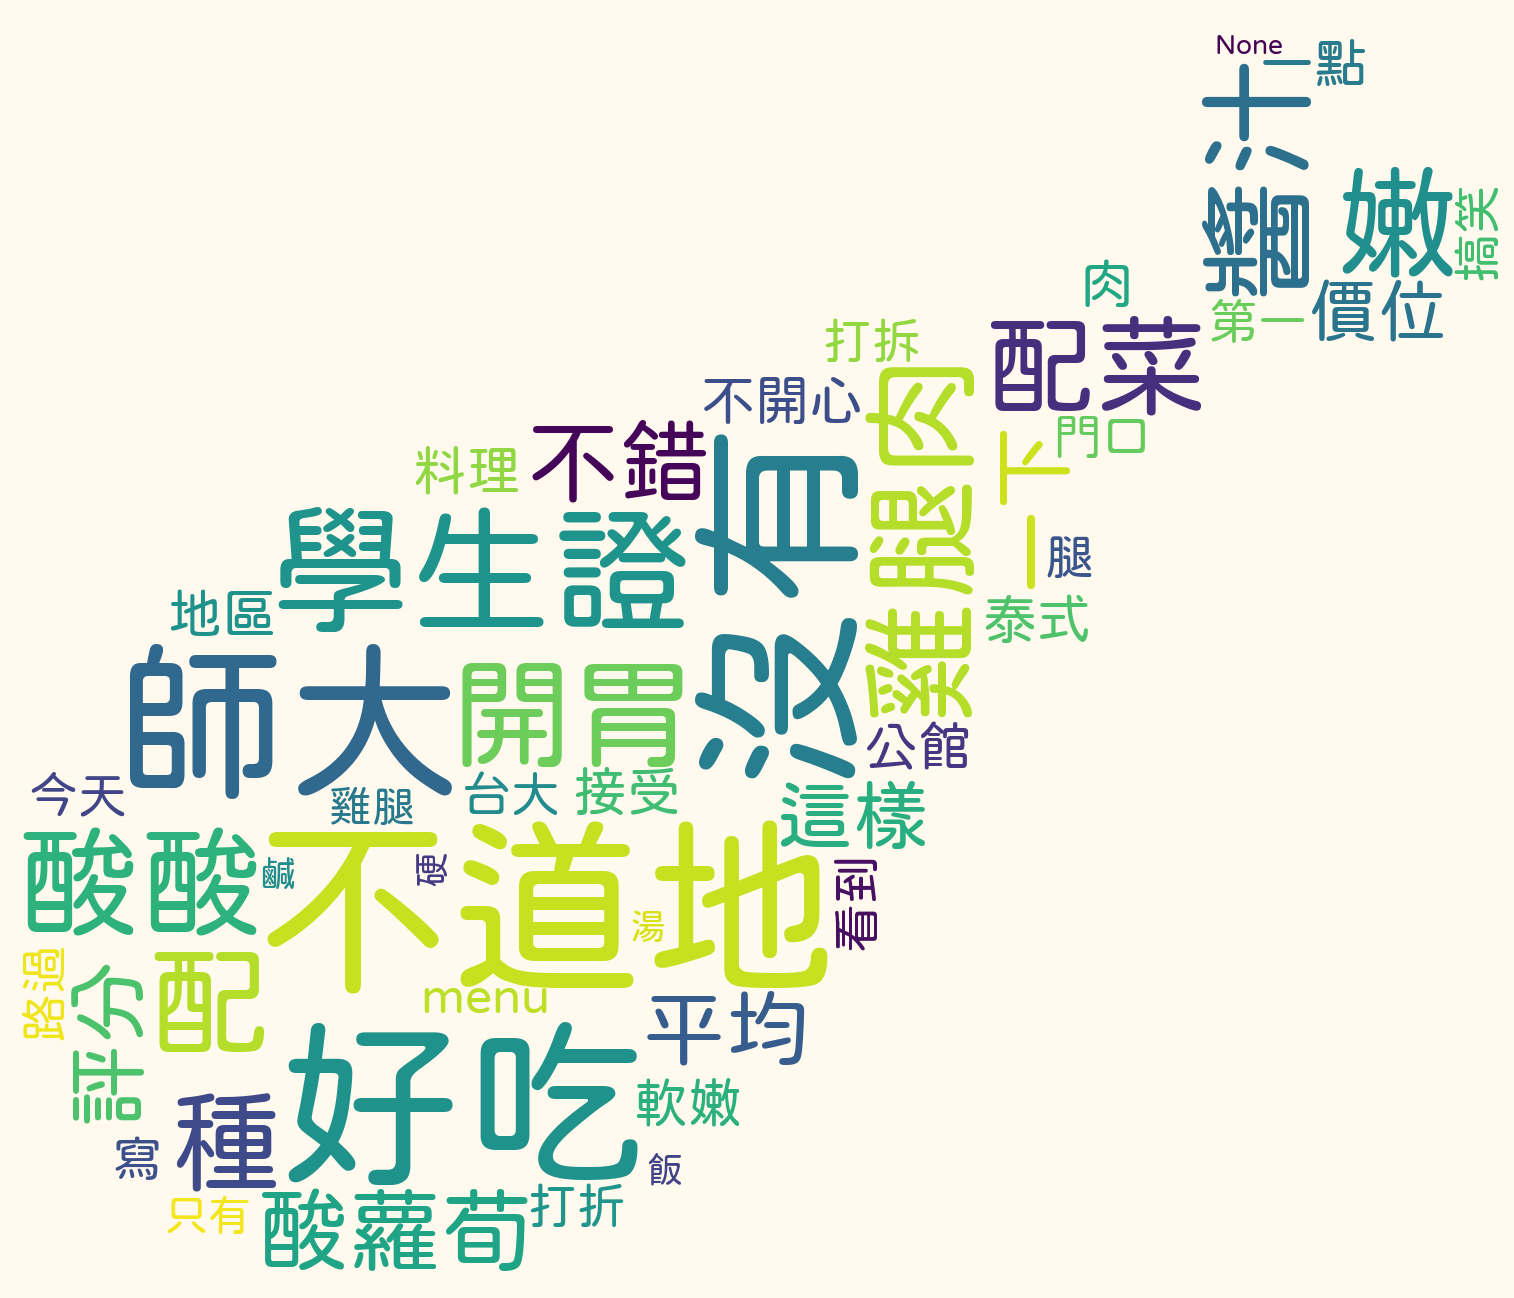 None
一點
醬汁
嫩
搞笑
價位
第一
肉
配菜
門口
打拆
不開心
雞腿肉
一下
腿
泰式
不錯
料理
沒有
學生證
地區
師大
開胃
公館
今天
雞腿
台大
接受
這樣
酸酸
鹹
不道地
硬
湯
看到
路過
評分
配
menu
平均
好吃
種
軟嫩
寫
飯
只有
酸蘿荀
打折